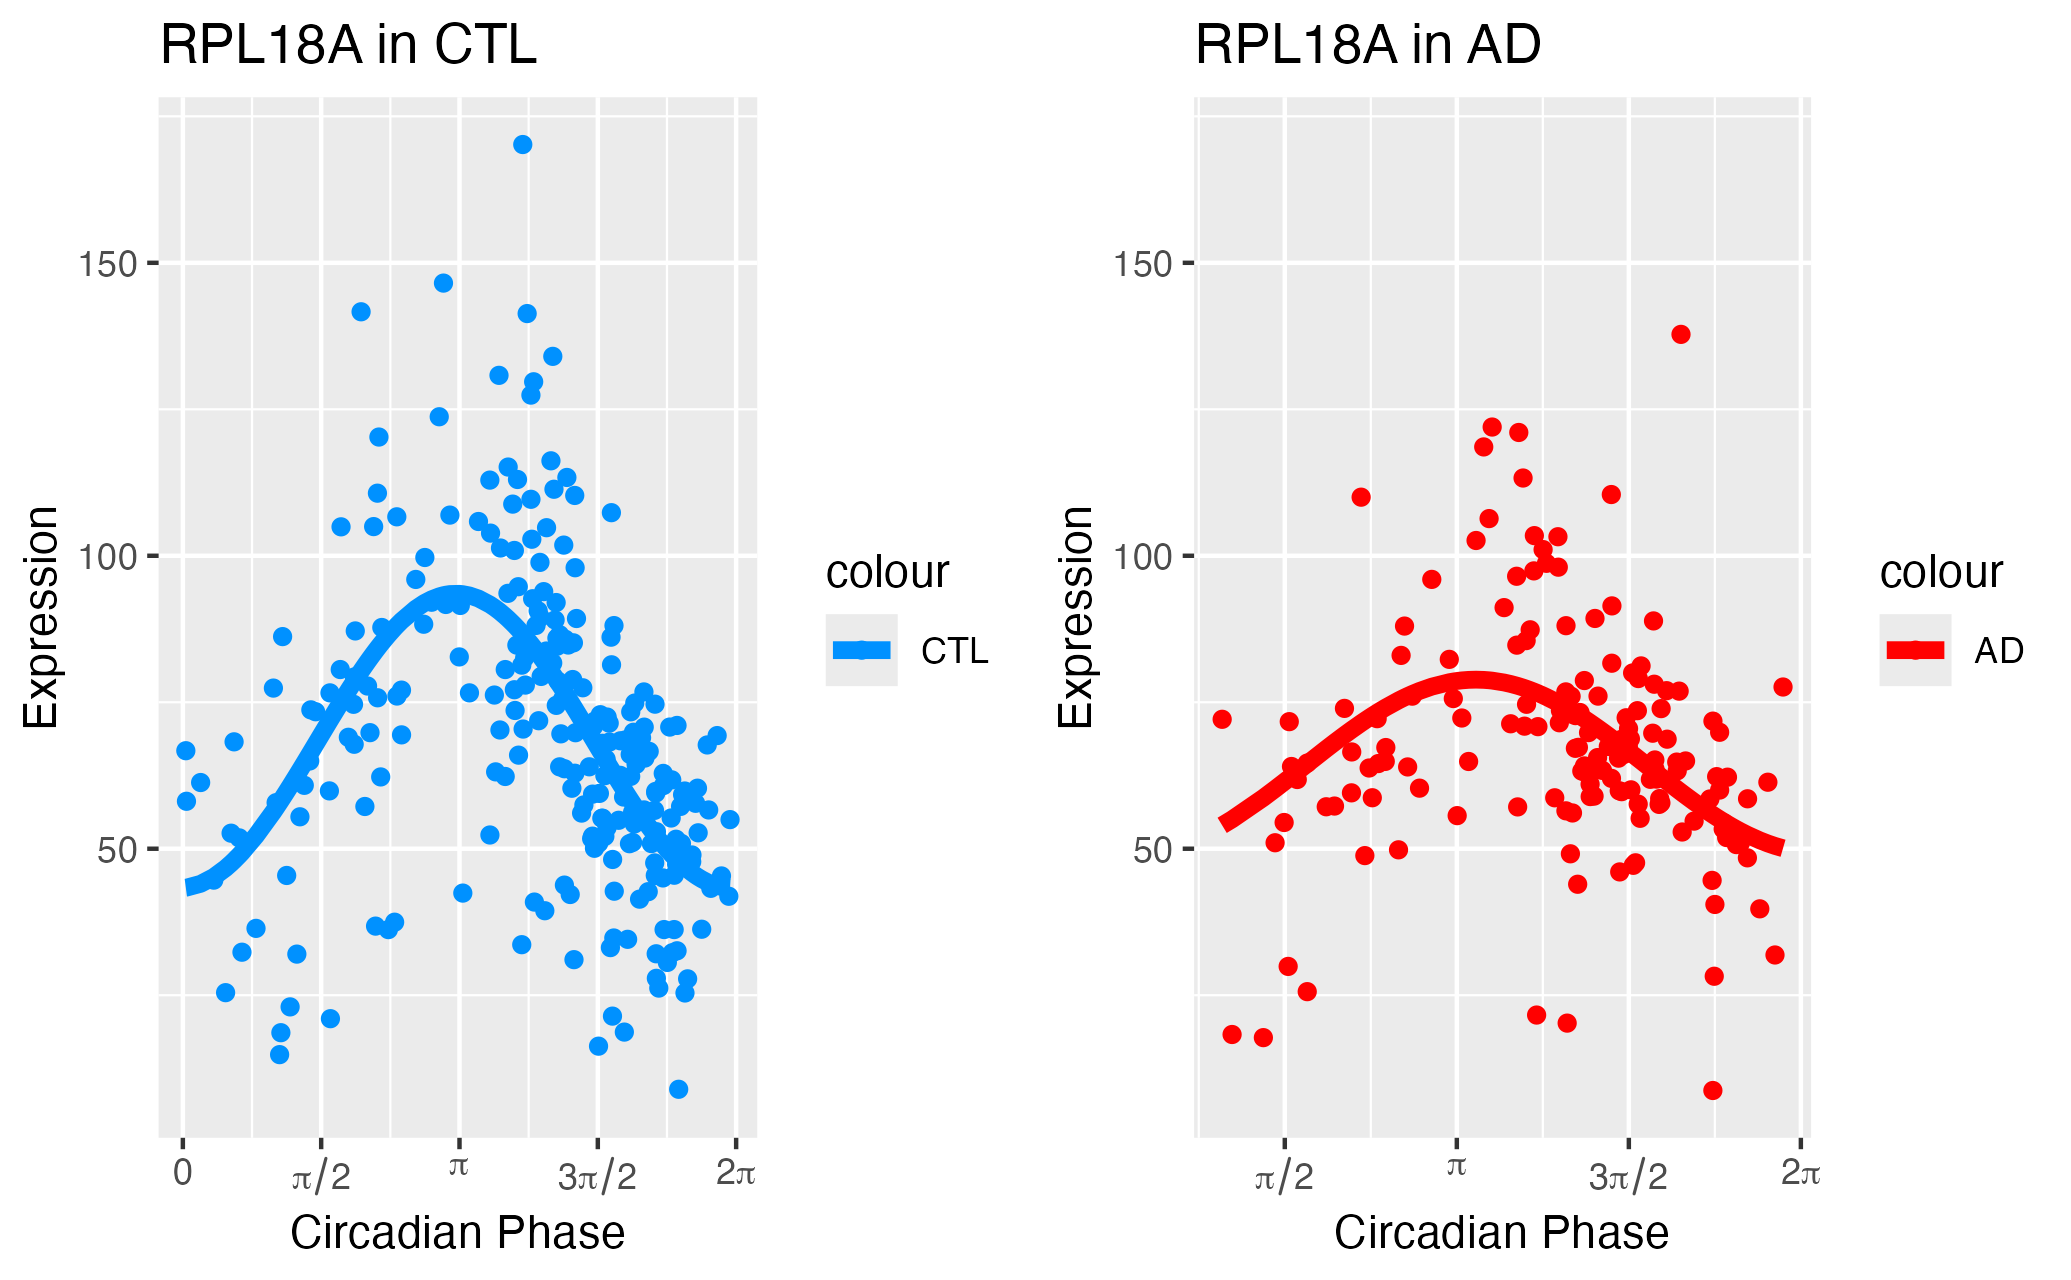 RPL18A in CTL
Expression
150
100
50
0
π/2
π
3π/2
2π
Circadian Phase
colour
CTL
RPL18A in AD
Expression
150
100
50
π/2
π
3π/2
2π
Circadian Phase
colour
AD